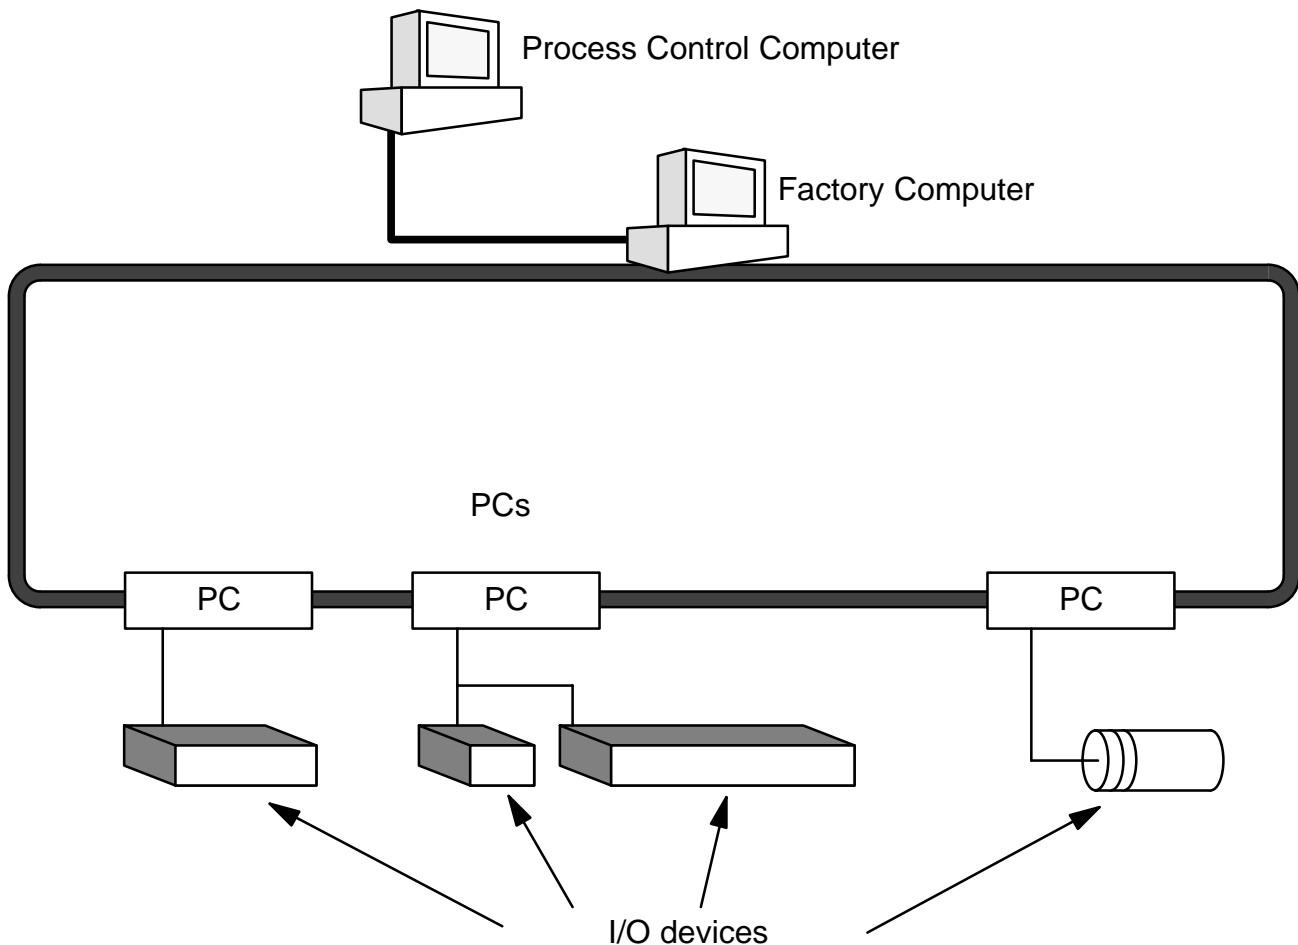 Process Control Computer
Factory Computer
PCs
PC
PC
PC
I/O devices